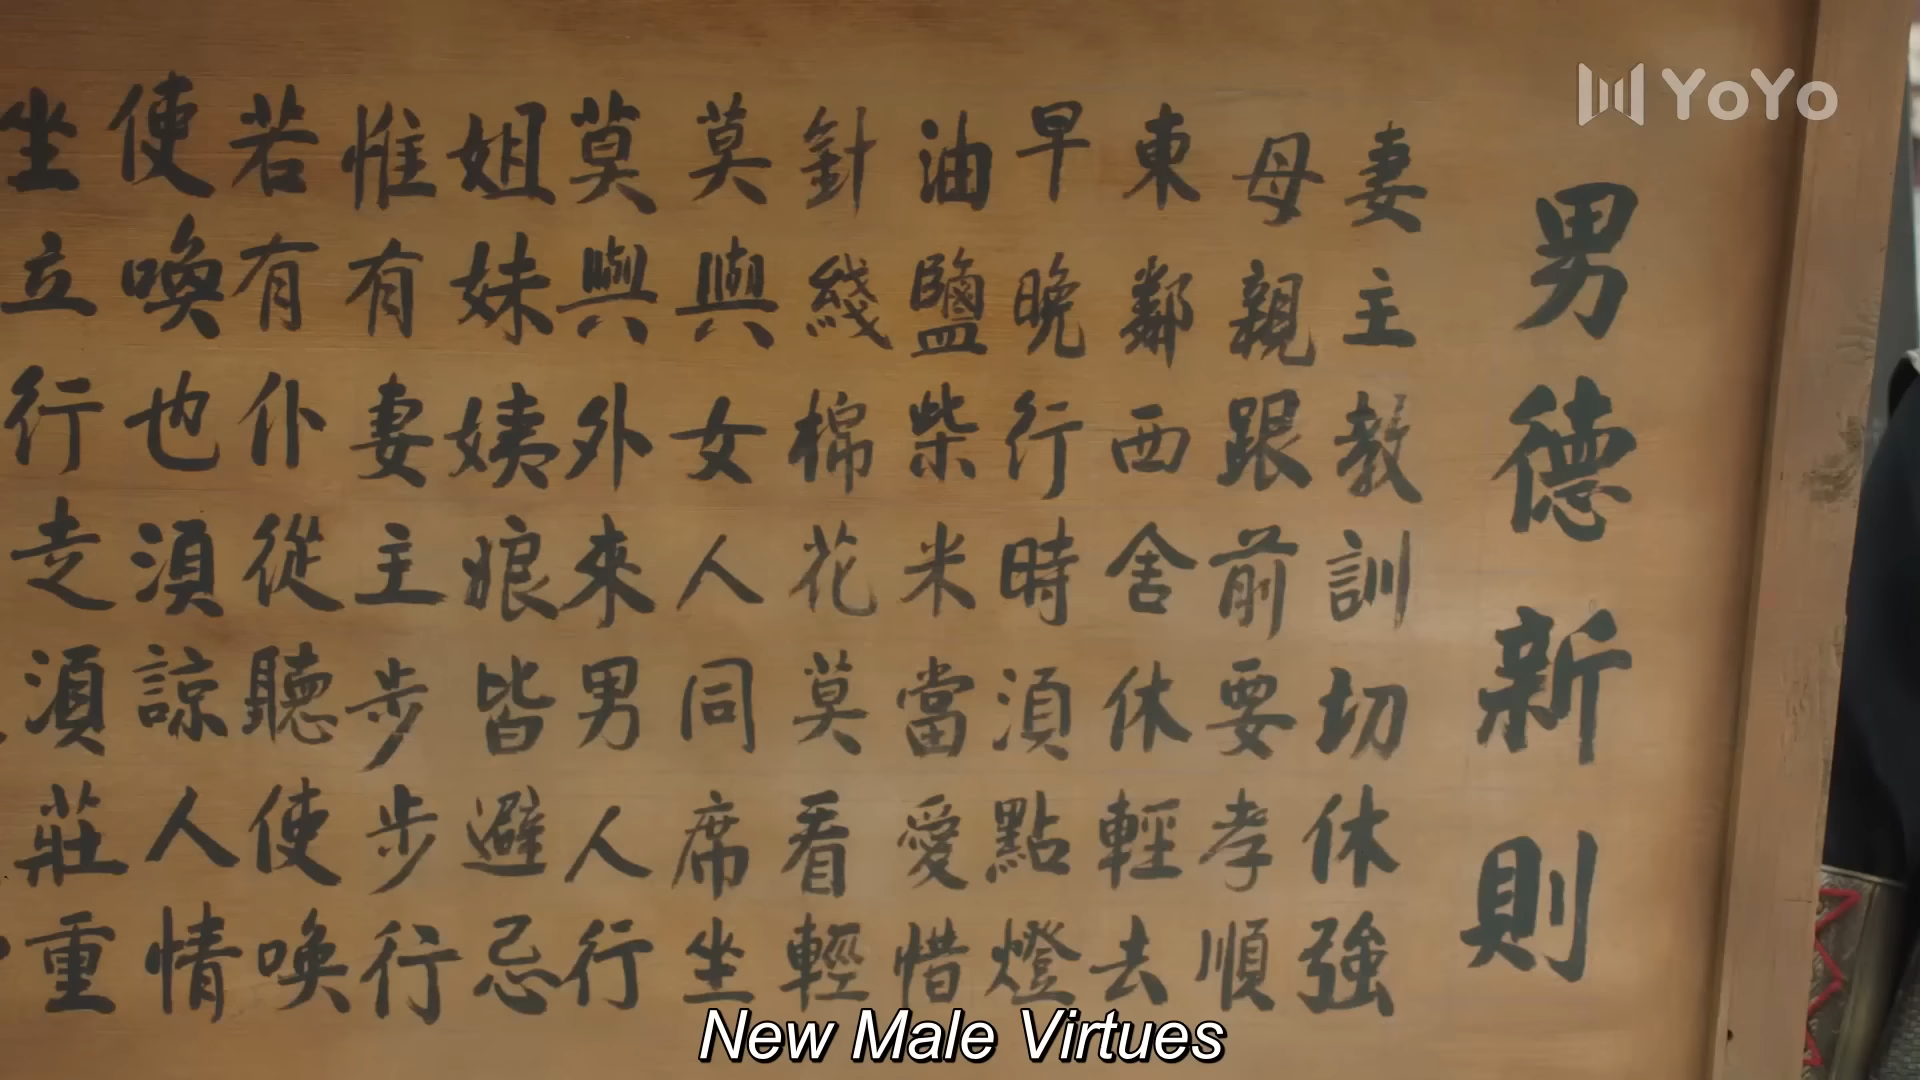 男德新則
妻主教訓切休強
母親跟前要孝順
東鄰西舍休輕去
早晚行時須點燈
油鹽柴米當愛惜
針綫棉花莫看輕
莫與女人同席坐
莫與外來男人行
姐妹姨娘皆避忌
惟有妻主步步行
若有仆從聽使喚
使喚也須諒人情
坐立行走須莊重
YoYo
New Male Virtues